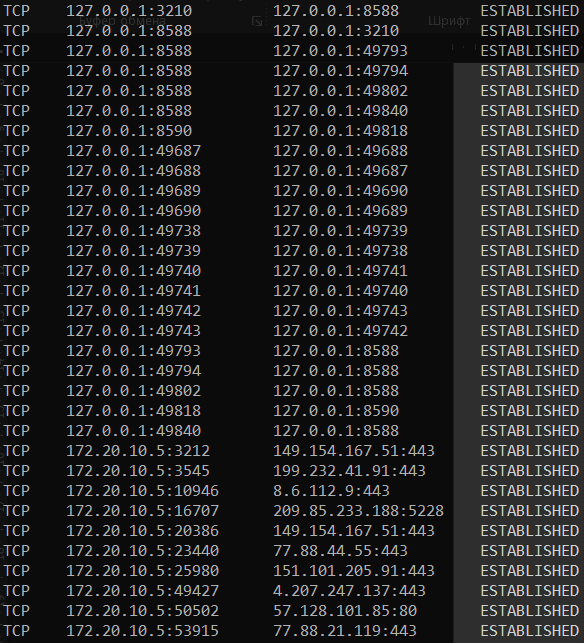 Буфер обмена Шрифт
TCP 127.0.0.1:3210 127.0.0.1:8588 ESTABLISHED
TCP 127.0.0.1:8588 127.0.0.1:3210 ESTABLISHED
TCP 127.0.0.1:8588 127.0.0.1:49793 ESTABLISHED
TCP 127.0.0.1:8588 127.0.0.1:49794 ESTABLISHED
TCP 127.0.0.1:8588 127.0.0.1:49802 ESTABLISHED
TCP 127.0.0.1:8588 127.0.0.1:49840 ESTABLISHED
TCP 127.0.0.1:8590 127.0.0.1:49818 ESTABLISHED
TCP 127.0.0.1:49687 127.0.0.1:49688 ESTABLISHED
TCP 127.0.0.1:49688 127.0.0.1:49687 ESTABLISHED
TCP 127.0.0.1:49689 127.0.0.1:49690 ESTABLISHED
TCP 127.0.0.1:49690 127.0.0.1:49689 ESTABLISHED
TCP 127.0.0.1:49738 127.0.0.1:49739 ESTABLISHED
TCP 127.0.0.1:49739 127.0.0.1:49738 ESTABLISHED
TCP 127.0.0.1:49740 127.0.0.1:49741 ESTABLISHED
TCP 127.0.0.1:49741 127.0.0.1:49740 ESTABLISHED
TCP 127.0.0.1:49742 127.0.0.1:49743 ESTABLISHED
TCP 127.0.0.1:49743 127.0.0.1:49742 ESTABLISHED
TCP 127.0.0.1:49793 127.0.0.1:8588 ESTABLISHED
TCP 127.0.0.1:49794 127.0.0.1:8588 ESTABLISHED
TCP 127.0.0.1:49802 127.0.0.1:8588 ESTABLISHED
TCP 127.0.0.1:49818 127.0.0.1:8590 ESTABLISHED
TCP 127.0.0.1:49840 127.0.0.1:8588 ESTABLISHED
TCP 172.20.10.5:3212 149.154.167.51:443 ESTABLISHED
TCP 172.20.10.5:3545 199.232.41.91:443 ESTABLISHED
TCP 172.20.10.5:10946 8.6.112.9:443 ESTABLISHED
TCP 172.20.10.5:16707 209.85.233.188:5228 ESTABLISHED
TCP 172.20.10.5:20386 149.154.167.51:443 ESTABLISHED
TCP 172.20.10.5:23440 77.88.44.55:443 ESTABLISHED
TCP 172.20.10.5:25980 151.101.205.91:443 ESTABLISHED
TCP 172.20.10.5:49427 4.207.247.137:443 ESTABLISHED
TCP 172.20.10.5:50502 57.128.101.85:80 ESTABLISHED
TCP 172.20.10.5:53915 77.88.21.119:443 ESTABLISHED